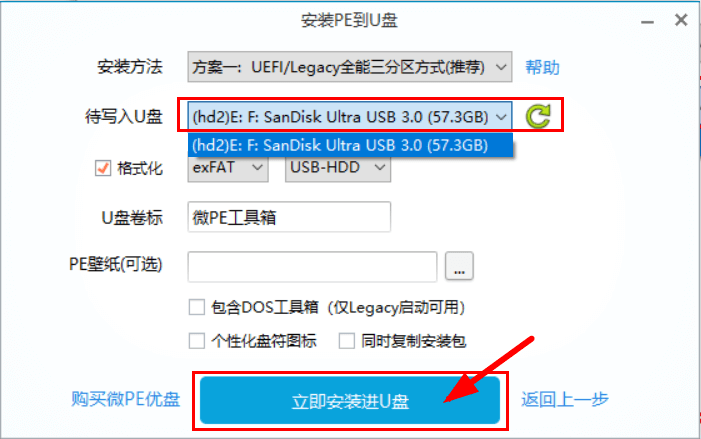 安装PE到U盘
安装方法 方案一：UEFI/Legacy全能三分区方式(推荐) 帮助
待写入U盘 (hd2)E: F: SanDisk Ultra USB 3.0 (57.3GB)
(hd2)E: F: SanDisk Ultra USB 3.0 (57.3GB)
格式化 exFAT USB-HDD
U盘卷标 微PE工具箱
PE壁纸(可选) ...
包含DOS工具箱（仅Legacy启动可用）
个性化盘符图标 同时复制安装包
购买微PE优盘 立即安装进U盘 返回上一步